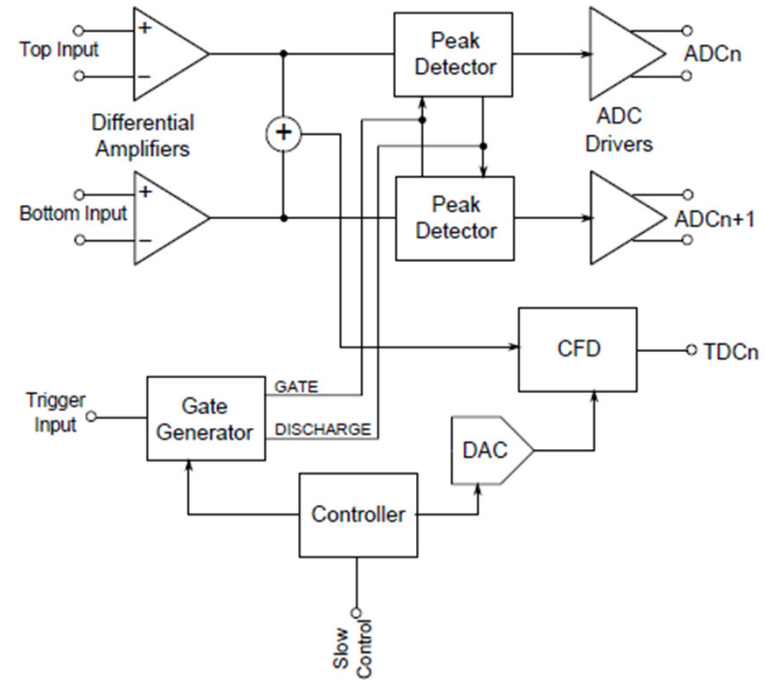 Top Input
+
−
Differential
Amplifiers
Peak
Detector
ADC
Drivers
ADCn
+
Bottom Input
+
−
Peak
Detector
ADCn+1
CFD
TDCn
Trigger
Input
Gate
Generator
GATE
DISCHARGE
DAC
Controller
Slow
Control